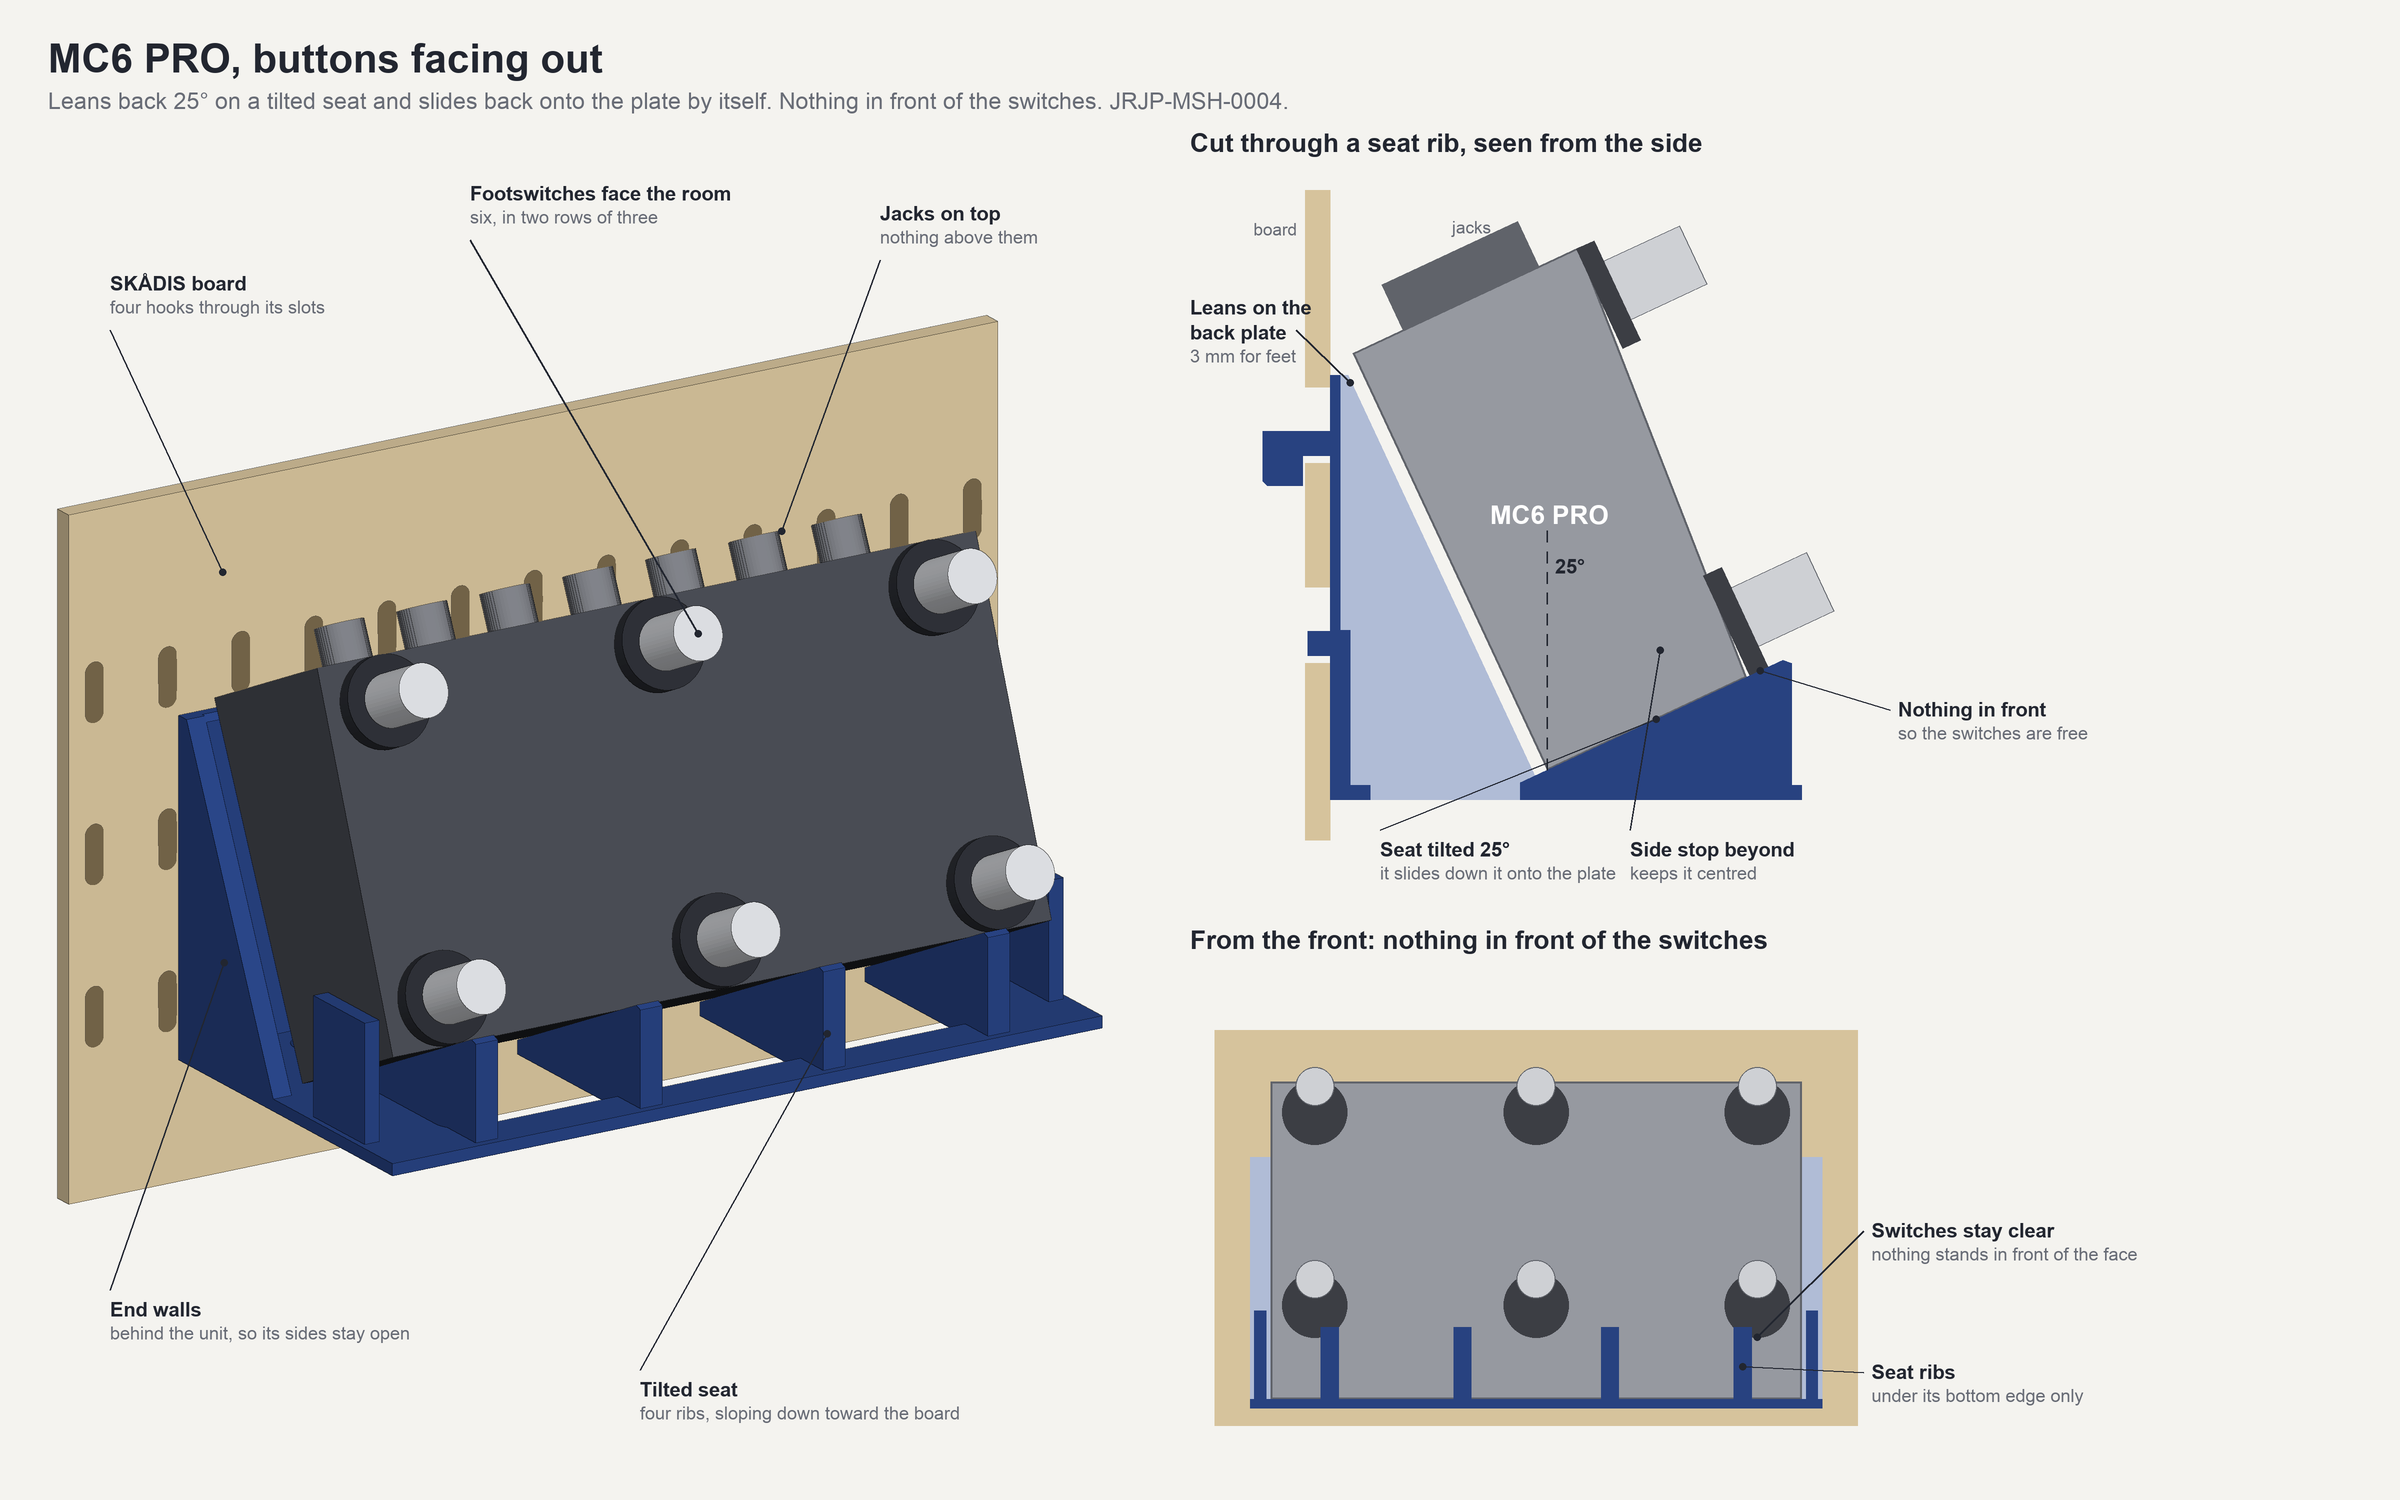 MC6 PRO, buttons facing out
Leans back 25° on a tilted seat and slides back onto the plate by itself. Nothing in front of the switches. JRJP-MSH-0004.
Footswitches face the room
six, in two rows of three
Jacks on top
nothing above them
SKÅDIS board
four hooks through its slots
End walls
behind the unit, so its sides stay open
Tilted seat
four ribs, sloping down toward the board
Cut through a seat rib, seen from the side
board
jacks
Leans on the
back plate
3 mm for feet
MC6 PRO
25°
Nothing in front
so the switches are free
Seat tilted 25°
it slides down it onto the plate
Side stop beyond
keeps it centred
From the front: nothing in front of the switches
Switches stay clear
nothing stands in front of the face
Seat ribs
under its bottom edge only